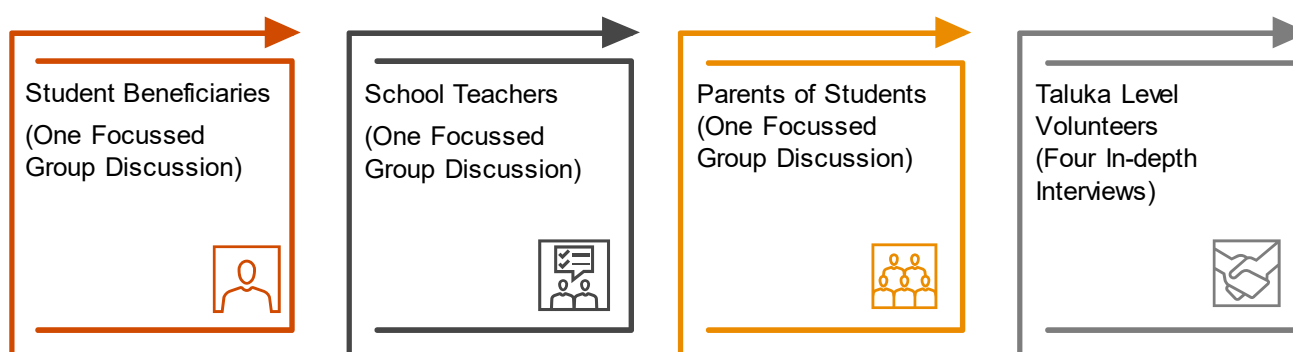 Student Beneficiaries
(One Focussed
Group Discussion)
School Teachers
(One Focussed
Group Discussion)
Parents of Students
(One Focussed
Group Discussion)
Taluka Level
Volunteers
(Four In-depth
Interviews)